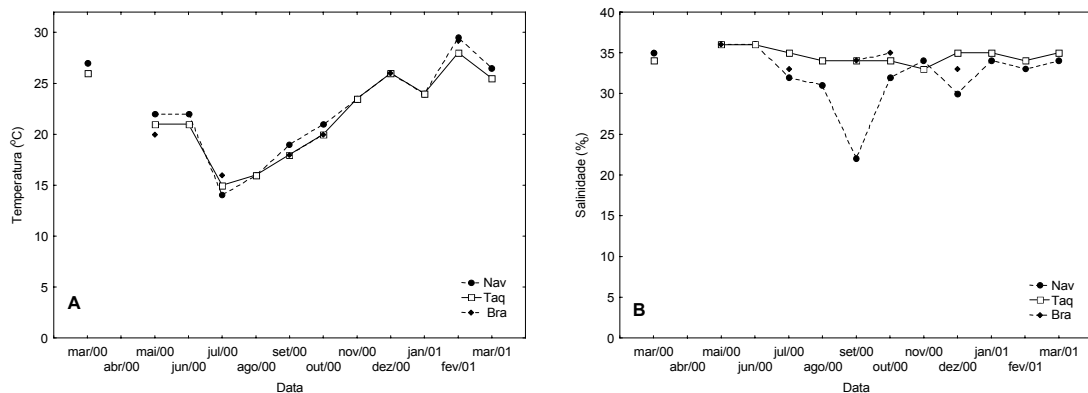 30
25
20
15
10
5
0
Temperatura (ºC)
A
Nav
Taq
Bra
mar/00 mai/00 jul/00 set/00 nov/00 jan/01 mar/01
abr/00 jun/00 ago/00 out/00 dez/00 fev/01
Data
40
35
30
25
20
15
10
5
0
Salinidade (‰)
B
Nav
Taq
Bra
mar/00 mai/00 jul/00 set/00 nov/00 jan/01 mar/01
abr/00 jun/00 ago/00 out/00 dez/00 fev/01
Data